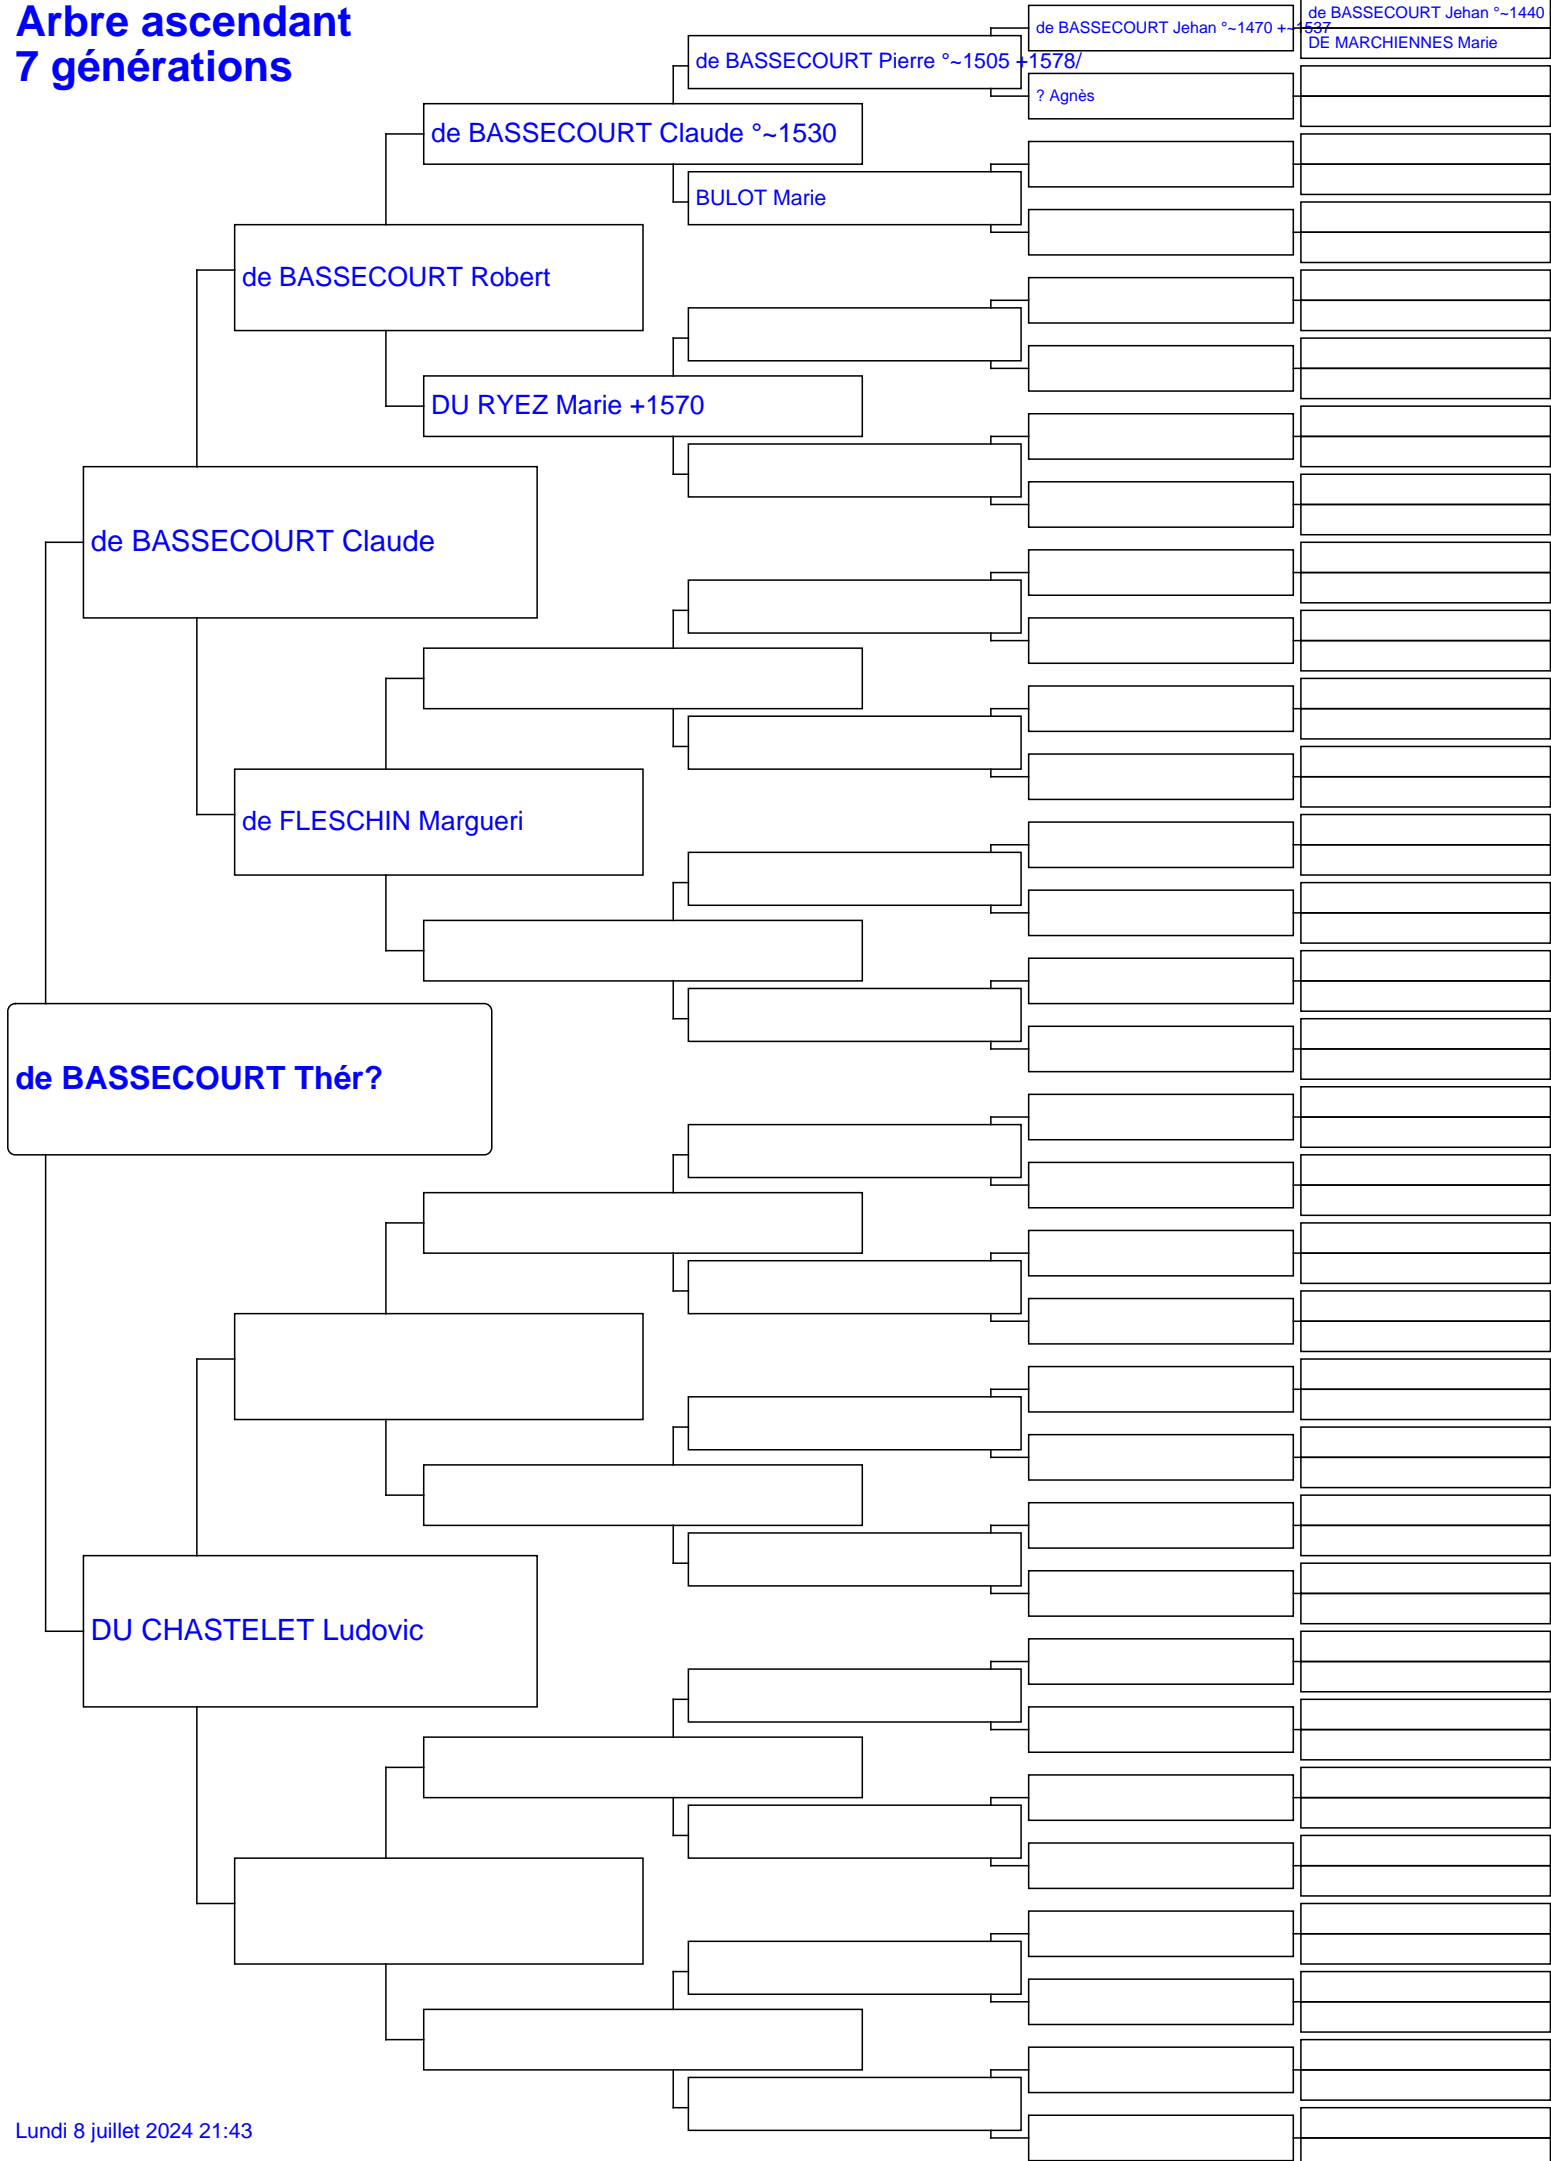 Arbre ascendant
7 générations
de BASSECOURT Jehan °~1440
de BASSECOURT Jehan °~1470 +~1537
DE MARCHIENNES Marie
de BASSECOURT Pierre °~1505 +1578/
? Agnès
de BASSECOURT Claude °~1530
BULOT Marie
de BASSECOURT Robert
DU RYEZ Marie +1570
de BASSECOURT Claude
de FLESCHIN Margueri
de BASSECOURT Thér?
DU CHASTELET Ludovic
Lundi 8 juillet 2024 21:43